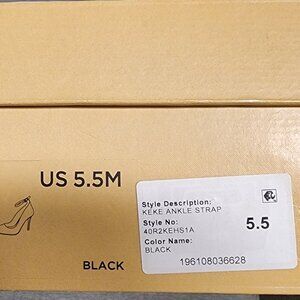 US 5.5M
BLACK
Style Description:
KEKE ANKLE STRAP
Style No:
40R2KEHS1A
5.5
Color Name:
BLACK
196108036628